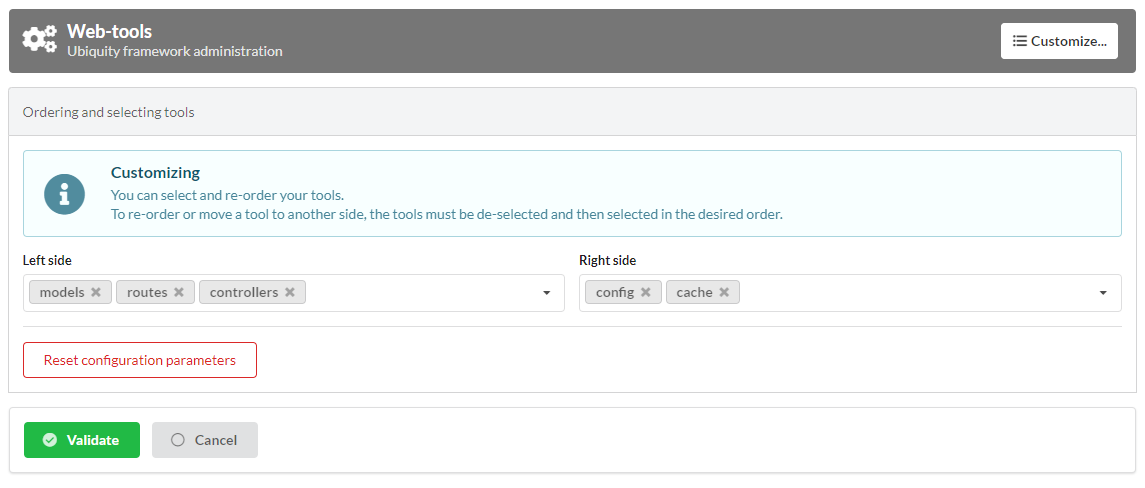 Web-tools
Ubiquity framework administration
Customize...
Ordering and selecting tools
Customizing
You can select and re-order your tools.
To re-order or move a tool to another side, the tools must be de-selected and then selected in the desired order.
Left side
Right side
models routes controllers
config cache
Reset configuration parameters
Validate Cancel